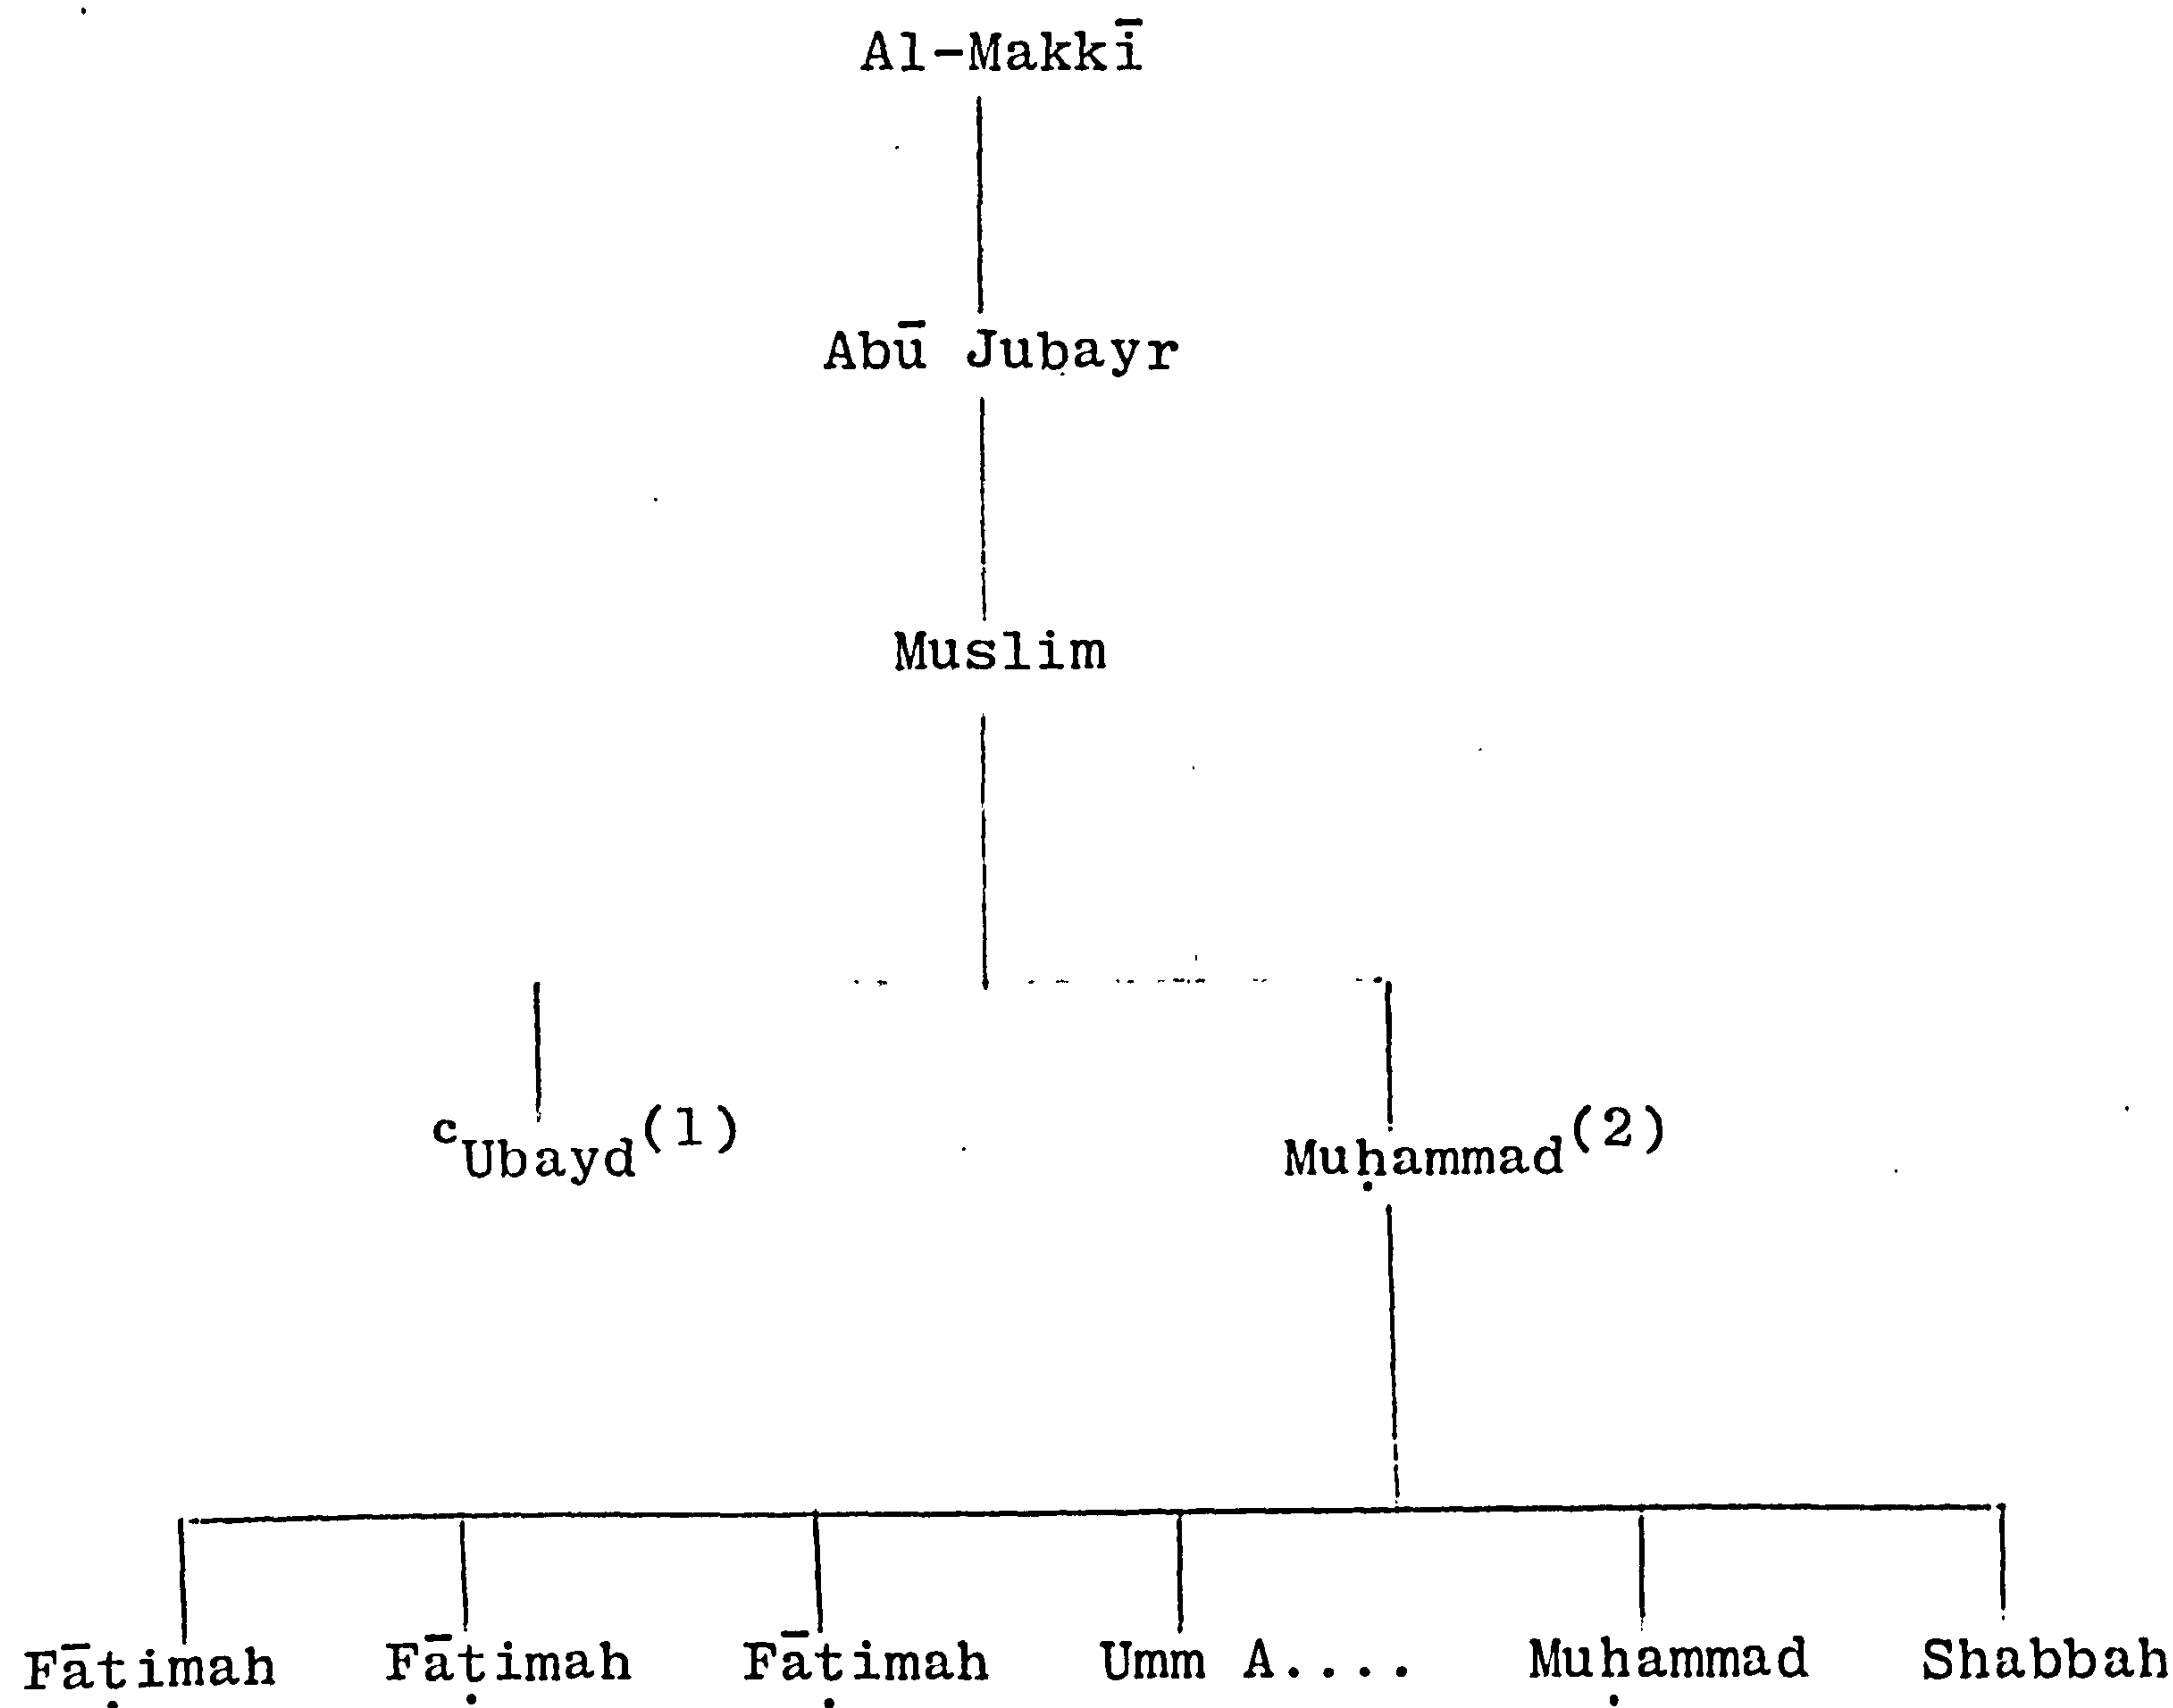 Al-Makkī
Abū Jubayr
Muslim
ᶜUbayd⁽¹⁾ Muḥammad⁽²⁾
Fāṭimah Fāṭimah Fāṭimah Umm A.... Muḥammad Shabbah